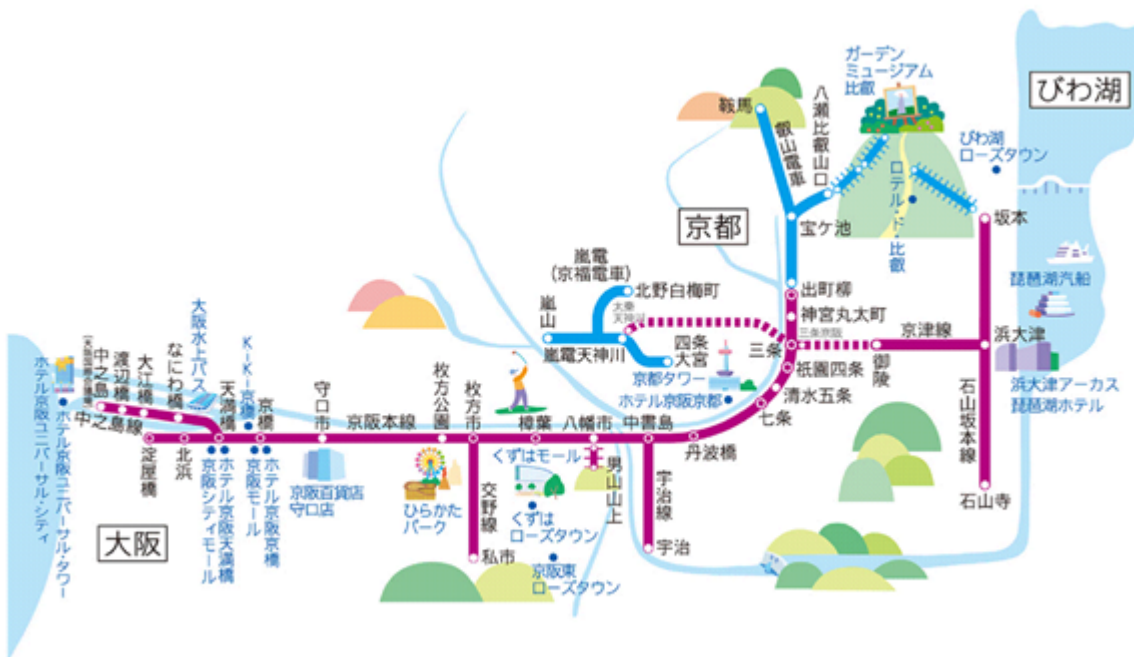 びわ湖
ガーデン
ミュージアム
比叡
鞍馬
叡山電車
八瀬比叡山口
びわ湖
ローズタウン
ロテル・ド・比叡
坂本
宝ケ池
京都
嵐電
(京福電車)
北野白梅町
嵐山
嵐電天神川
四条
大宮
出町柳
神宮丸太町
三条京阪
三条
京津線
御陵
浜大津
琵琶湖汽船
浜大津アーカス
琵琶湖ホテル
石山坂本線
石山寺
京都タワー
ホテル京阪京都
祇園四条
清水五条
七条
丹波橋
中書島
宇治線
宇治
八幡市
男山山上
樟葉
くずはモール
くずは
ローズタウン
京阪東
ローズタウン
枚方市
交野線
私市
枚方公園
ひらかた
パーク
京阪本線
守口市
京阪百貨店
守口店
京橋
K-K-京橋
ホテル京阪京橋
京阪モール
天満橋
ホテル京阪天満橋
京阪シティモール
大阪水上バス
なにわ橋
大江橋
渡辺橋
中之島
中之島線
北浜
淀屋橋
大阪
ホテル京阪ユニバーサル・タワー
ホテル京阪ユニバーサル・シティ